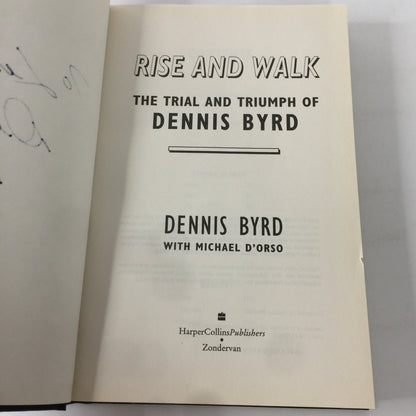 RISE AND WALK
THE TRIAL AND TRIUMPH OF
DENNIS BYRD
DENNIS BYRD
WITH MICHAEL D'ORSO
HarperCollinsPublishers
Zondervan